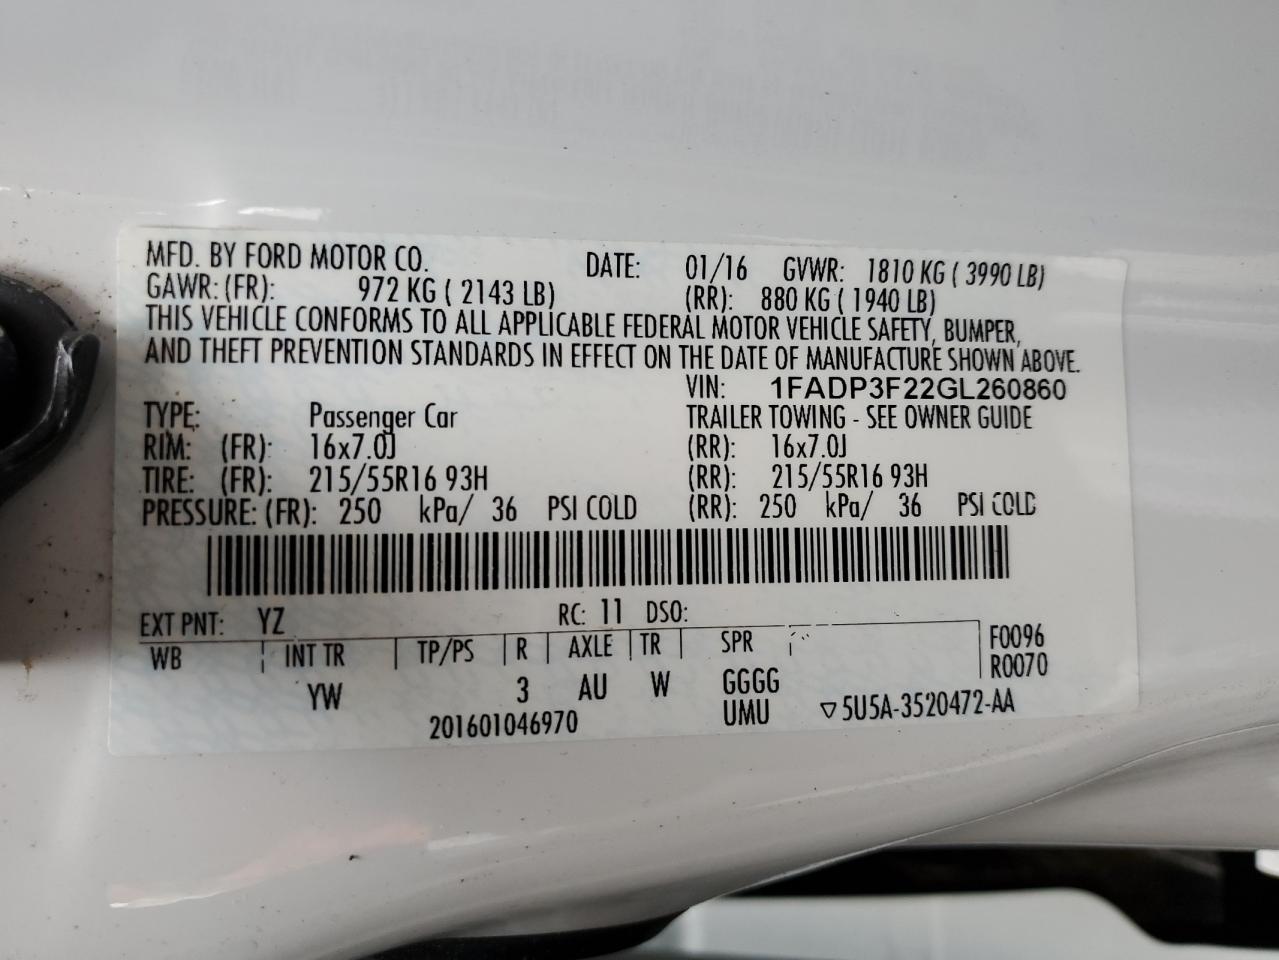 MFD. BY FORD MOTOR CO. DATE: 01/16 GVWR: 1810 KG ( 3990 LB)
GAWR: (FR): 972 KG ( 2143 LB) (RR): 880 KG ( 1940 LB)
THIS VEHICLE CONFORMS TO ALL APPLICABLE FEDERAL MOTOR VEHICLE SAFETY, BUMPER,
AND THEFT PREVENTION STANDARDS IN EFFECT ON THE DATE OF MANUFACTURE SHOWN ABOVE.
VIN: 1FADP3F22GL260860
TYPE: Passenger Car TRAILER TOWING - SEE OWNER GUIDE
RIM: (FR): 16x7.0J (RR): 16x7.0J
TIRE: (FR): 215/55R16 93H (RR): 215/55R16 93H
PRESSURE: (FR): 250 kPa/ 36 PSI COLD (RR): 250 kPa/ 36 PSI COLD
EXT PNT: YZ RC: 11 DSO:
WB INT TR TP/PS R AXLE TR SPR F0096
R0070
YW 3 AU W GGGG
201601046970 UMU ▽5U5A-3520472-AA